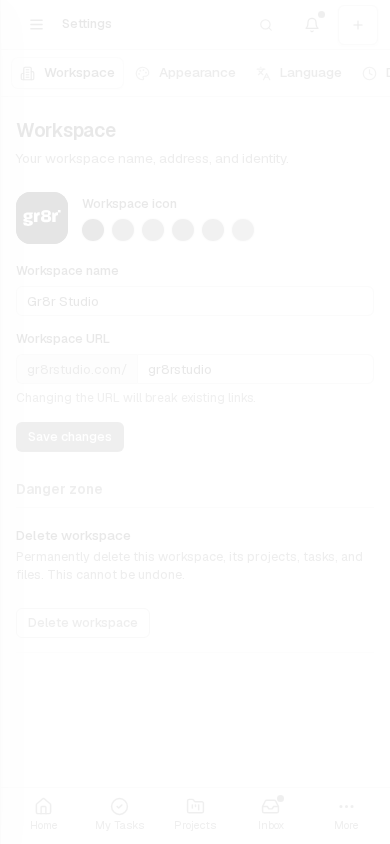 Settings
Workspace
Appearance
Language
Workspace
Your workspace name, address, and identity.
gr8r
Workspace icon
Workspace name
Gr8r Studio
Workspace URL
gr8rstudio.com/
gr8rstudio
Changing the URL will break existing links.
Save changes
Danger zone
Delete workspace
Permanently delete this workspace, its projects, tasks, and
files. This cannot be undone.
Delete workspace
Home
My Tasks
Projects
Inbox
More